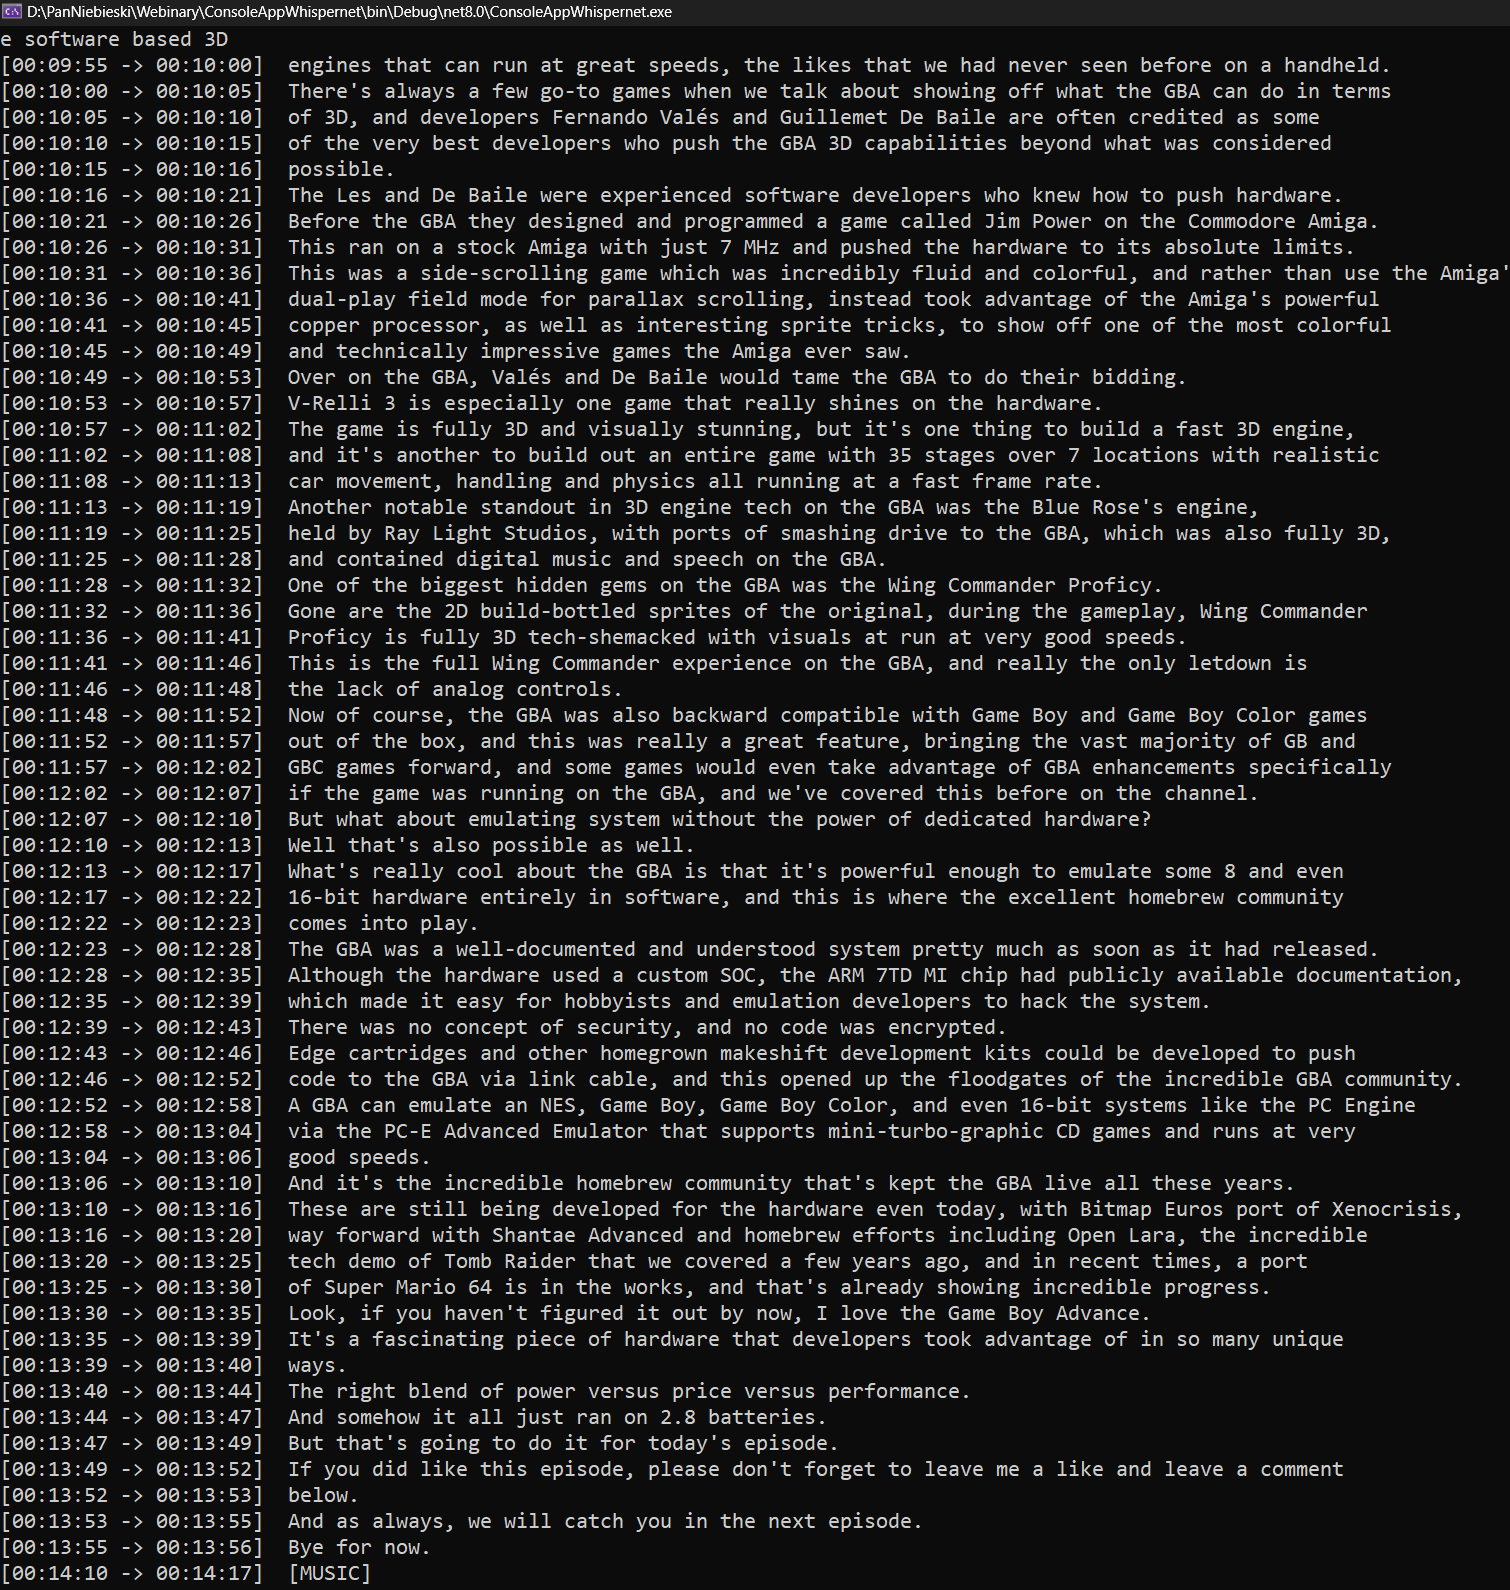 D:\PanNiebieski\Webinary\ConsoleAppWhispernet\bin\Debug\net8.0\ConsoleAppWhispernet.exe
e software based 3D
[00:09:55 -> 00:10:00]  engines that can run at great speeds, the likes that we had never seen before on a handheld.
[00:10:00 -> 00:10:05]  There's always a few go-to games when we talk about showing off what the GBA can do in terms
[00:10:05 -> 00:10:10]  of 3D, and developers Fernando Valés and Guillemet De Baile are often credited as some
[00:10:10 -> 00:10:15]  of the very best developers who push the GBA 3D capabilities beyond what was considered
[00:10:15 -> 00:10:16]  possible.
[00:10:16 -> 00:10:21]  The Les and De Baile were experienced software developers who knew how to push hardware.
[00:10:21 -> 00:10:26]  Before the GBA they designed and programmed a game called Jim Power on the Commodore Amiga.
[00:10:26 -> 00:10:31]  This ran on a stock Amiga with just 7 MHz and pushed the hardware to its absolute limits.
[00:10:31 -> 00:10:36]  This was a side-scrolling game which was incredibly fluid and colorful, and rather than use the Amiga'
[00:10:36 -> 00:10:41]  dual-play field mode for parallax scrolling, instead took advantage of the Amiga's powerful
[00:10:41 -> 00:10:45]  copper processor, as well as interesting sprite tricks, to show off one of the most colorful
[00:10:45 -> 00:10:49]  and technically impressive games the Amiga ever saw.
[00:10:49 -> 00:10:53]  Over on the GBA, Valés and De Baile would tame the GBA to do their bidding.
[00:10:53 -> 00:10:57]  V-Relli 3 is especially one game that really shines on the hardware.
[00:10:57 -> 00:11:02]  The game is fully 3D and visually stunning, but it's one thing to build a fast 3D engine,
[00:11:02 -> 00:11:08]  and it's another to build out an entire game with 35 stages over 7 locations with realistic
[00:11:08 -> 00:11:13]  car movement, handling and physics all running at a fast frame rate.
[00:11:13 -> 00:11:19]  Another notable standout in 3D engine tech on the GBA was the Blue Rose's engine,
[00:11:19 -> 00:11:25]  held by Ray Light Studios, with ports of smashing drive to the GBA, which was also fully 3D,
[00:11:25 -> 00:11:28]  and contained digital music and speech on the GBA.
[00:11:28 -> 00:11:32]  One of the biggest hidden gems on the GBA was the Wing Commander Proficy.
[00:11:32 -> 00:11:36]  Gone are the 2D build-bottled sprites of the original, during the gameplay, Wing Commander
[00:11:36 -> 00:11:41]  Proficy is fully 3D tech-shemacked with visuals at run at very good speeds.
[00:11:41 -> 00:11:46]  This is the full Wing Commander experience on the GBA, and really the only letdown is
[00:11:46 -> 00:11:48]  the lack of analog controls.
[00:11:48 -> 00:11:52]  Now of course, the GBA was also backward compatible with Game Boy and Game Boy Color games
[00:11:52 -> 00:11:57]  out of the box, and this was really a great feature, bringing the vast majority of GB and
[00:11:57 -> 00:12:02]  GBC games forward, and some games would even take advantage of GBA enhancements specifically
[00:12:02 -> 00:12:07]  if the game was running on the GBA, and we've covered this before on the channel.
[00:12:07 -> 00:12:10]  But what about emulating system without the power of dedicated hardware?
[00:12:10 -> 00:12:13]  Well that's also possible as well.
[00:12:13 -> 00:12:17]  What's really cool about the GBA is that it's powerful enough to emulate some 8 and even
[00:12:17 -> 00:12:22]  16-bit hardware entirely in software, and this is where the excellent homebrew community
[00:12:22 -> 00:12:23]  comes into play.
[00:12:23 -> 00:12:28]  The GBA was a well-documented and understood system pretty much as soon as it had released.
[00:12:28 -> 00:12:35]  Although the hardware used a custom SOC, the ARM 7TD MI chip had publicly available documentation,
[00:12:35 -> 00:12:39]  which made it easy for hobbyists and emulation developers to hack the system.
[00:12:39 -> 00:12:43]  There was no concept of security, and no code was encrypted.
[00:12:43 -> 00:12:46]  Edge cartridges and other homegrown makeshift development kits could be developed to push
[00:12:46 -> 00:12:52]  code to the GBA via link cable, and this opened up the floodgates of the incredible GBA community.
[00:12:52 -> 00:12:58]  A GBA can emulate an NES, Game Boy, Game Boy Color, and even 16-bit systems like the PC Engine
[00:12:58 -> 00:13:04]  via the PC-E Advanced Emulator that supports mini-turbo-graphic CD games and runs at very
[00:13:04 -> 00:13:06]  good speeds.
[00:13:06 -> 00:13:10]  And it's the incredible homebrew community that's kept the GBA live all these years.
[00:13:10 -> 00:13:16]  These are still being developed for the hardware even today, with Bitmap Euros port of Xenocrisis,
[00:13:16 -> 00:13:20]  way forward with Shantae Advanced and homebrew efforts including Open Lara, the incredible
[00:13:20 -> 00:13:25]  tech demo of Tomb Raider that we covered a few years ago, and in recent times, a port
[00:13:25 -> 00:13:30]  of Super Mario 64 is in the works, and that's already showing incredible progress.
[00:13:30 -> 00:13:35]  Look, if you haven't figured it out by now, I love the Game Boy Advance.
[00:13:35 -> 00:13:39]  It's a fascinating piece of hardware that developers took advantage of in so many unique
[00:13:39 -> 00:13:40]  ways.
[00:13:40 -> 00:13:44]  The right blend of power versus price versus performance.
[00:13:44 -> 00:13:47]  And somehow it all just ran on 2.8 batteries.
[00:13:47 -> 00:13:49]  But that's going to do it for today's episode.
[00:13:49 -> 00:13:52]  If you did like this episode, please don't forget to leave me a like and leave a comment
[00:13:52 -> 00:13:53]  below.
[00:13:53 -> 00:13:55]  And as always, we will catch you in the next episode.
[00:13:55 -> 00:13:56]  Bye for now.
[00:14:10 -> 00:14:17]  [MUSIC]